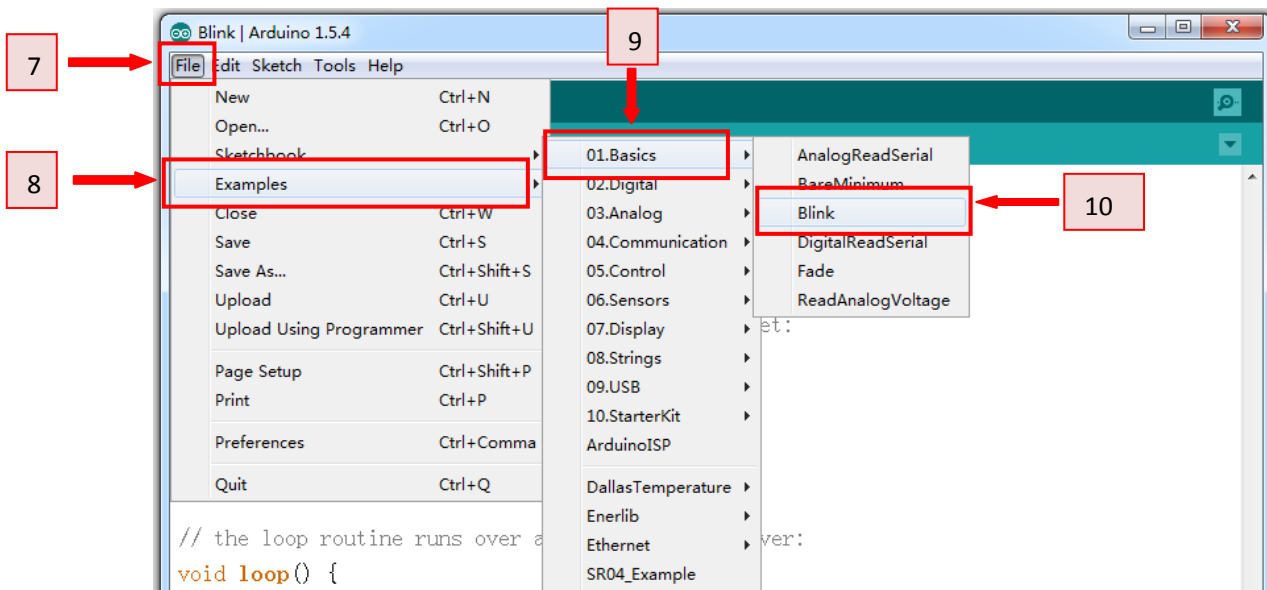 Blink | Arduino 1.5.4
9
7
File Edit Sketch Tools Help
New Ctrl+N
Open... Ctrl+O
Sketchbook
Examples
8
Close Ctrl+W
Save Ctrl+S
Save As... Ctrl+Shift+S
Upload Ctrl+U
Upload Using Programmer Ctrl+Shift+U
Page Setup Ctrl+Shift+P
Print Ctrl+P
Preferences Ctrl+Comma
Quit Ctrl+Q
01.Basics
02.Digital
03.Analog
04.Communication
05.Control
06.Sensors
07.Display
08.Strings
09.USB
10.StarterKit
ArduinoISP
DallasTemperature
Enerlib
Ethernet
SR04_Example
AnalogReadSerial
BareMinimum
Blink
10
DigitalReadSerial
Fade
ReadAnalogVoltage
et:
// the loop routine runs over a ver:
void loop() {